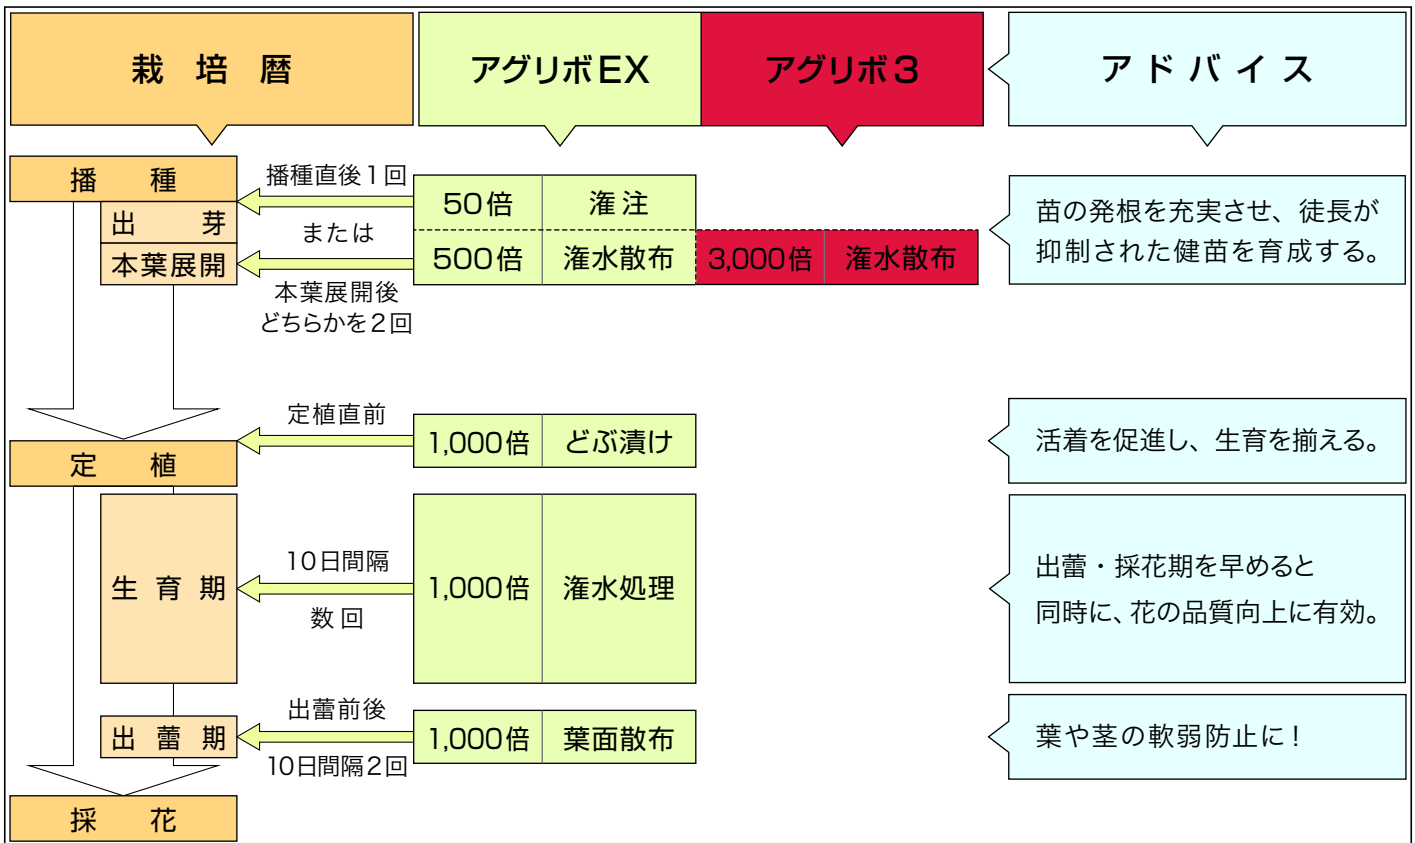 栽培暦
アグリボEX
アグリボ3
アドバイス
播種
出芽
本葉展開
播種直後1回
または
本葉展開後
どちらかを2回
50倍
潅注
500倍
潅水散布
3,000倍
潅水散布
苗の発根を充実させ、徒長が
抑制された健苗を育成する。
定植
定植直前
1,000倍
どぶ漬け
活着を促進し、生育を揃える。
生育期
10日間隔
数回
1,000倍
潅水処理
出蕾・採花期を早めると
同時に、花の品質向上に有効。
出蕾期
出蕾前後
10日間隔2回
1,000倍
葉面散布
葉や茎の軟弱防止に!
採花